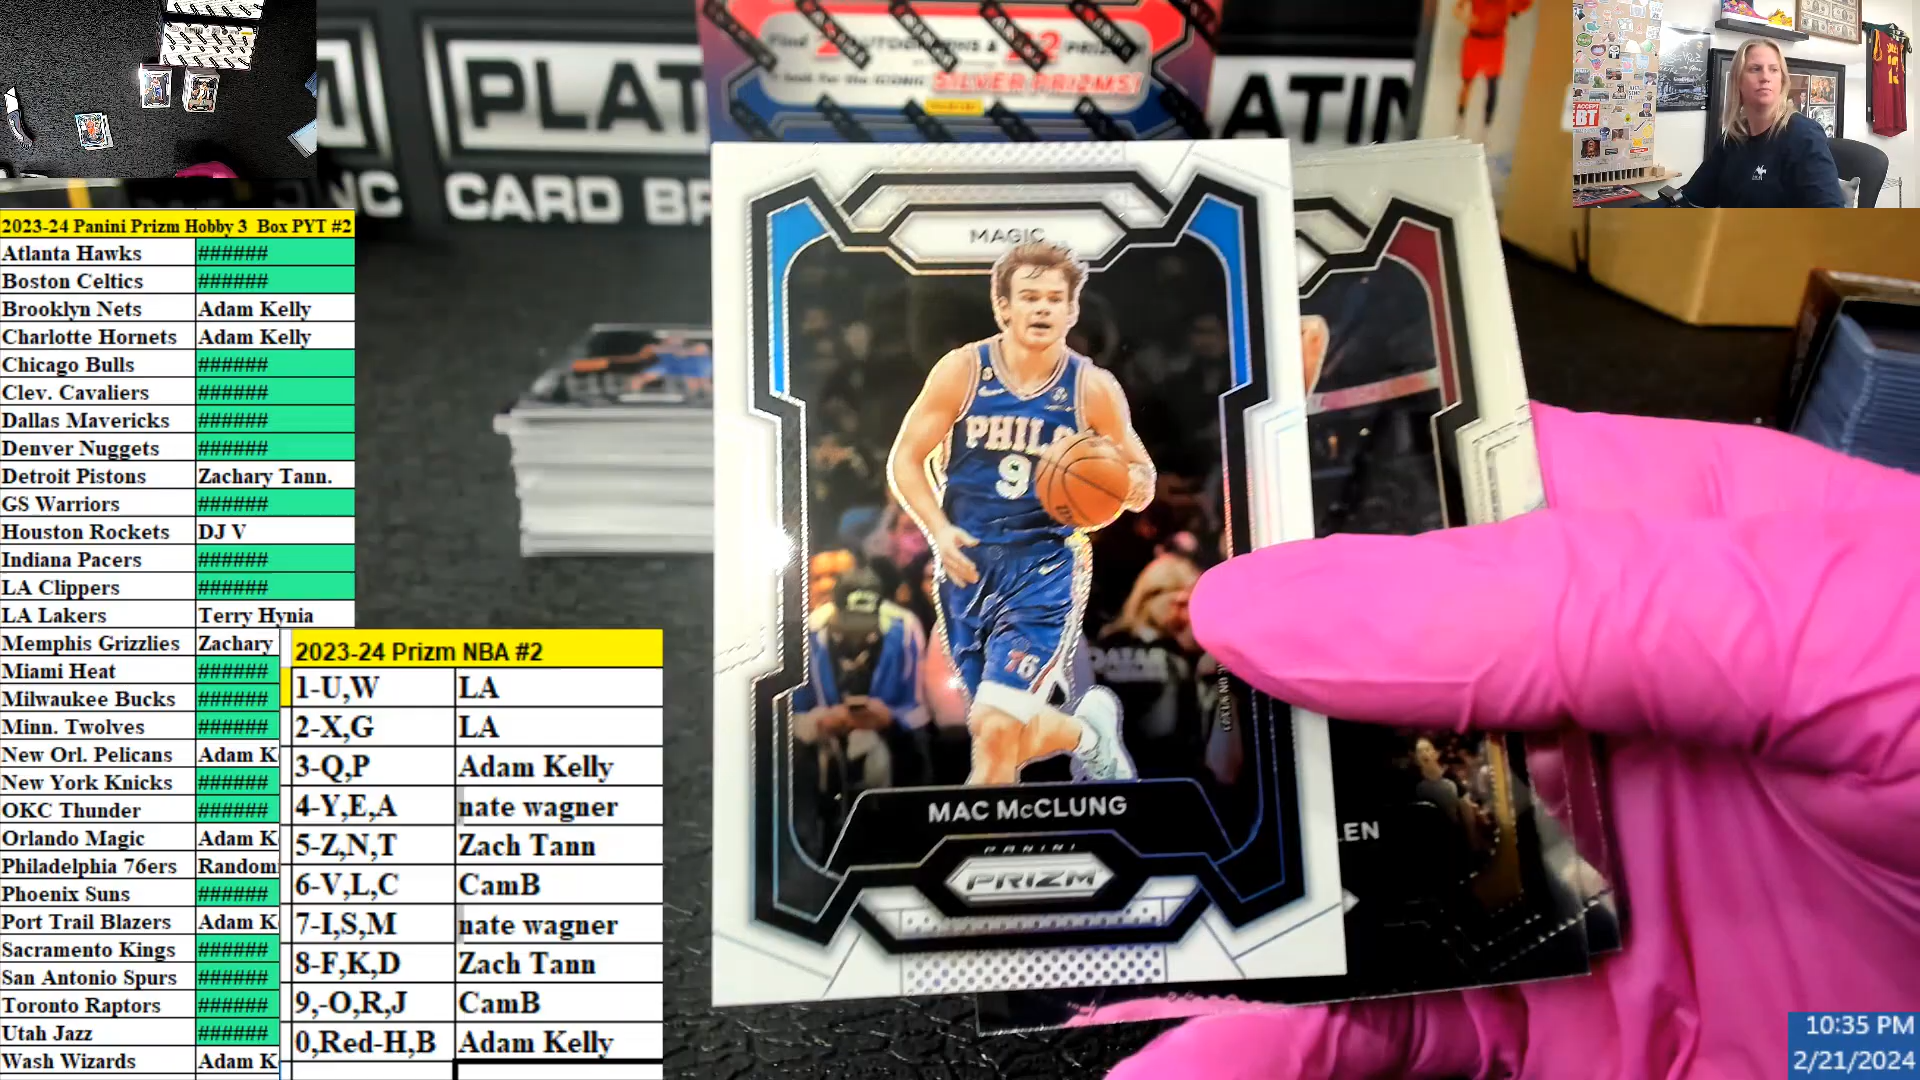 2023-24 Panini Prizm Hobby 3 Box PYT #2
Atlanta Hawks ######
Boston Celtics ######
Brooklyn Nets Adam Kelly
Charlotte Hornets Adam Kelly
Chicago Bulls ######
Clev. Cavaliers ######
Dallas Mavericks ######
Denver Nuggets ######
Detroit Pistons Zachary Tann.
GS Warriors ######
Houston Rockets DJ V
Indiana Pacers ######
LA Clippers ######
LA Lakers Terry Hynia
Memphis Grizzlies Zachary
Miami Heat ######
Milwaukee Bucks ######
Minn. Twolves ######
New Orl. Pelicans Adam K
New York Knicks ######
OKC Thunder ######
Orlando Magic Adam K
Philadelphia 76ers Random
Phoenix Suns ######
Port Trail Blazers Adam K
Sacramento Kings ######
San Antonio Spurs ######
Toronto Raptors ######
Utah Jazz ######
Wash Wizards Adam K
2023-24 Prizm NBA #2
1-U,W LA
2-X,G LA
3-Q,P Adam Kelly
4-Y,E,A nate wagner
5-Z,N,T Zach Tann
6-V,L,C CamB
7-I,S,M nate wagner
8-F,K,D Zach Tann
9,-O,R,J CamB
0,Red-H,B Adam Kelly
PLAT
CARD BR
NC
ATIN
SILVER PRIZMS!
MAGIC
PHIL
9
76
MAC McCLUNG
PANINI
PRIZM
LEN
10:35 PM
2/21/2024